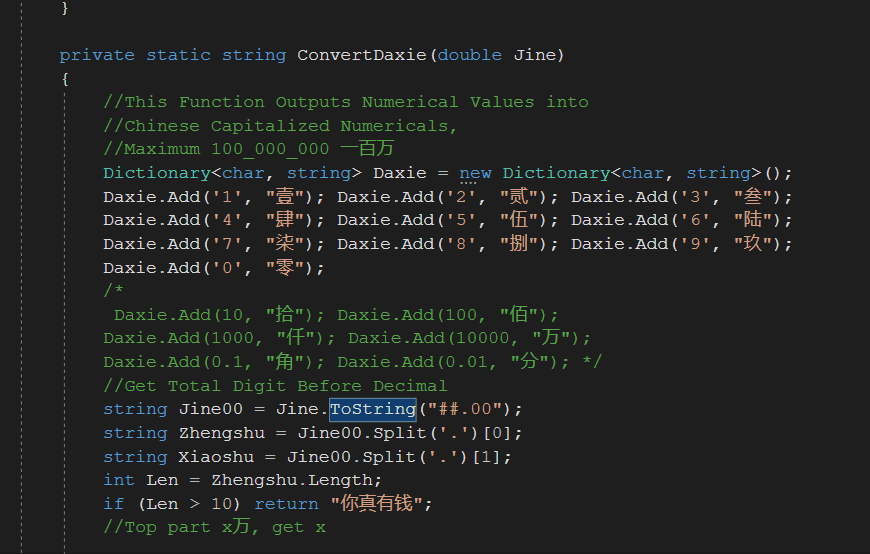 }
private static string ConvertDaxie(double Jine)
{
//This Function Outputs Numerical Values into
//Chinese Capitalized Numericals,
//Maximum 100_000_000 一百万
Dictionary<char, string> Daxie = new Dictionary<char, string>();
Daxie.Add('1', "壹"); Daxie.Add('2', "贰"); Daxie.Add('3', "叁");
Daxie.Add('4', "肆"); Daxie.Add('5', "伍"); Daxie.Add('6', "陆");
Daxie.Add('7', "柒"); Daxie.Add('8', "捌"); Daxie.Add('9', "玖");
Daxie.Add('0', "零");
/*
Daxie.Add(10, "拾"); Daxie.Add(100, "佰");
Daxie.Add(1000, "仟"); Daxie.Add(10000, "万");
Daxie.Add(0.1, "角"); Daxie.Add(0.01, "分"); */
//Get Total Digit Before Decimal
string Jine00 = Jine.ToString("##.00");
string Zhengshu = Jine00.Split('.')[0];
string Xiaoshu = Jine00.Split('.')[1];
int Len = Zhengshu.Length;
if (Len > 10) return "你真有钱";
//Top part x万, get x